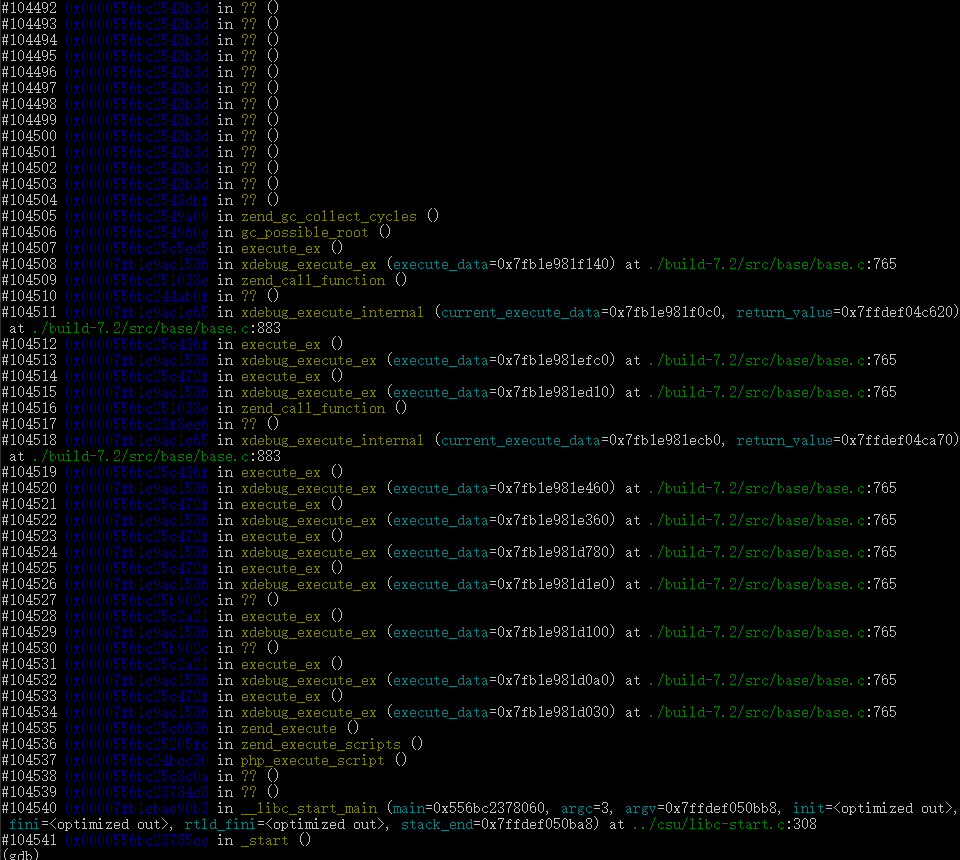 #104492 0x0000556bc2543b3d in ?? ()
#104493 0x0000556bc2543b3d in ?? ()
#104494 0x0000556bc2543b3d in ?? ()
#104495 0x0000556bc2543b3d in ?? ()
#104496 0x0000556bc2543b3d in ?? ()
#104497 0x0000556bc2543b3d in ?? ()
#104498 0x0000556bc2543b3d in ?? ()
#104499 0x0000556bc2543b3d in ?? ()
#104500 0x0000556bc2543b3d in ?? ()
#104501 0x0000556bc2543b3d in ?? ()
#104502 0x0000556bc2543b3d in ?? ()
#104503 0x0000556bc2543b3d in ?? ()
#104504 0x0000556bc2543dbf in ?? ()
#104505 0x0000556bc2549a09 in zend_gc_collect_cycles ()
#104506 0x0000556bc254960e in gc_possible_root ()
#104507 0x0000556bc25c5ed5 in execute_ex ()
#104508 0x00007fb1e9ac1536 in xdebug_execute_ex (execute_data=0x7fb1e981f140) at ./build-7.2/src/base/base.c:765
#104509 0x0000556bc251033e in zend_call_function ()
#104510 0x0000556bc244ab0f in ?? ()
#104511 0x00007fb1e9ac1e65 in xdebug_execute_internal (current_execute_data=0x7fb1e981f0c0, return_value=0x7ffdef04c620)
at ./build-7.2/src/base/base.c:883
#104512 0x0000556bc25c436f in execute_ex ()
#104513 0x00007fb1e9ac1536 in xdebug_execute_ex (execute_data=0x7fb1e981efc0) at ./build-7.2/src/base/base.c:765
#104514 0x0000556bc25c472f in execute_ex ()
#104515 0x00007fb1e9ac1536 in xdebug_execute_ex (execute_data=0x7fb1e981ed10) at ./build-7.2/src/base/base.c:765
#104516 0x0000556bc251033e in zend_call_function ()
#104517 0x0000556bc23f3ee6 in ?? ()
#104518 0x00007fb1e9ac1e65 in xdebug_execute_internal (current_execute_data=0x7fb1e981ecb0, return_value=0x7ffdef04ca70)
at ./build-7.2/src/base/base.c:883
#104519 0x0000556bc25c436f in execute_ex ()
#104520 0x00007fb1e9ac1536 in xdebug_execute_ex (execute_data=0x7fb1e981e460) at ./build-7.2/src/base/base.c:765
#104521 0x0000556bc25c472f in execute_ex ()
#104522 0x00007fb1e9ac1536 in xdebug_execute_ex (execute_data=0x7fb1e981e360) at ./build-7.2/src/base/base.c:765
#104523 0x0000556bc25c472f in execute_ex ()
#104524 0x00007fb1e9ac1536 in xdebug_execute_ex (execute_data=0x7fb1e981d780) at ./build-7.2/src/base/base.c:765
#104525 0x0000556bc25c472f in execute_ex ()
#104526 0x00007fb1e9ac1536 in xdebug_execute_ex (execute_data=0x7fb1e981d1e0) at ./build-7.2/src/base/base.c:765
#104527 0x0000556bc25b902c in ?? ()
#104528 0x0000556bc25c2a21 in execute_ex ()
#104529 0x00007fb1e9ac1536 in xdebug_execute_ex (execute_data=0x7fb1e981d100) at ./build-7.2/src/base/base.c:765
#104530 0x0000556bc25b902c in ?? ()
#104531 0x0000556bc25c2a21 in execute_ex ()
#104532 0x00007fb1e9ac1536 in xdebug_execute_ex (execute_data=0x7fb1e981d0a0) at ./build-7.2/src/base/base.c:765
#104533 0x0000556bc25c472f in execute_ex ()
#104534 0x00007fb1e9ac1536 in xdebug_execute_ex (execute_data=0x7fb1e981d030) at ./build-7.2/src/base/base.c:765
#104535 0x0000556bc25c6636 in zend_execute ()
#104536 0x0000556bc25205fc in zend_execute_scripts ()
#104537 0x0000556bc24bec30 in php_execute_script ()
#104538 0x0000556bc25c8c0a in ?? ()
#104539 in ?? ()
#104540 0x00007fb1ebae90b3 in __libc_start_main (main=0x556bc2378060, argc=3, argv=0x7ffdef050bb8, init=<optimized out>,
fini=<optimized out>, rtld_fini=<optimized out>, stack_end=0x7ffdef050ba8) at ../csu/libc-start.c:308
#104541 in _start ()
(gdb)